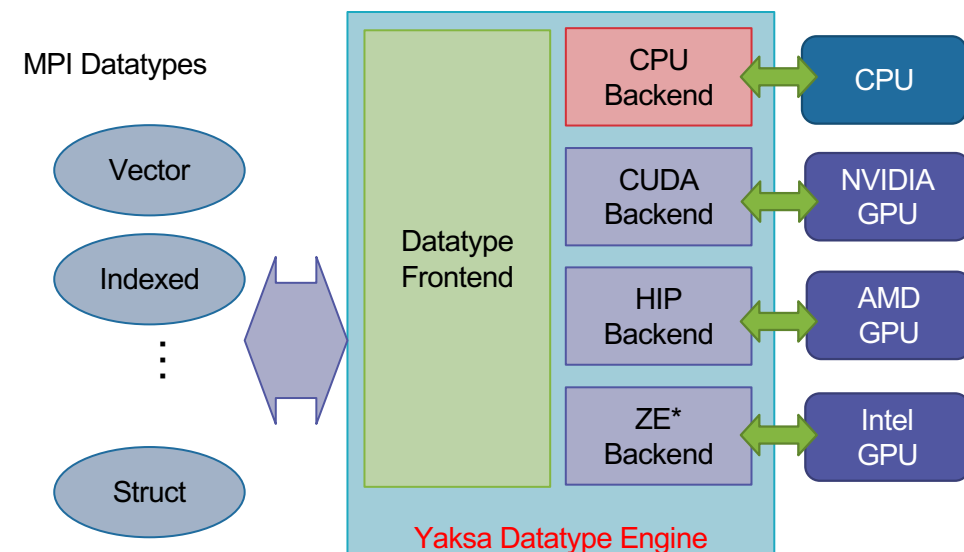 MPI Datatypes
Vector
Indexed
⋮
Struct
Datatype
Frontend
CPU
Backend
CUDA
Backend
HIP
Backend
ZE*
Backend
Yaksa Datatype Engine
CPU
NVIDIA
GPU
AMD
GPU
Intel
GPU